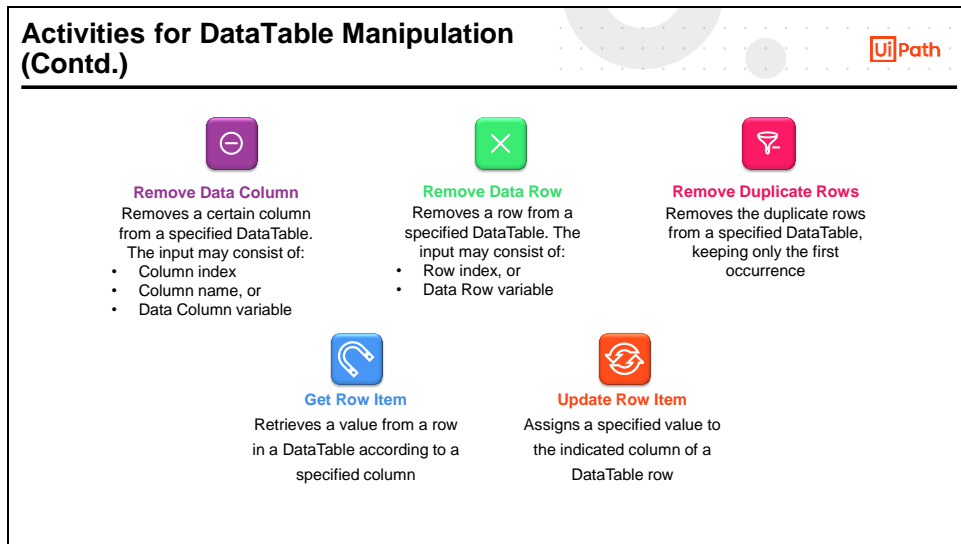 Activities for DataTable Manipulation
(Contd.)
UiPath
Remove Data Column
Removes a certain column
from a specified DataTable.
The input may consist of:
• Column index
• Column name, or
• Data Column variable
Remove Data Row
Removes a row from a
specified DataTable. The
input may consist of:
• Row index, or
• Data Row variable
Remove Duplicate Rows
Removes the duplicate rows
from a specified DataTable,
keeping only the first
occurrence
Get Row Item
Retrieves a value from a row
in a DataTable according to a
specified column
Update Row Item
Assigns a specified value to
the indicated column of a
DataTable row